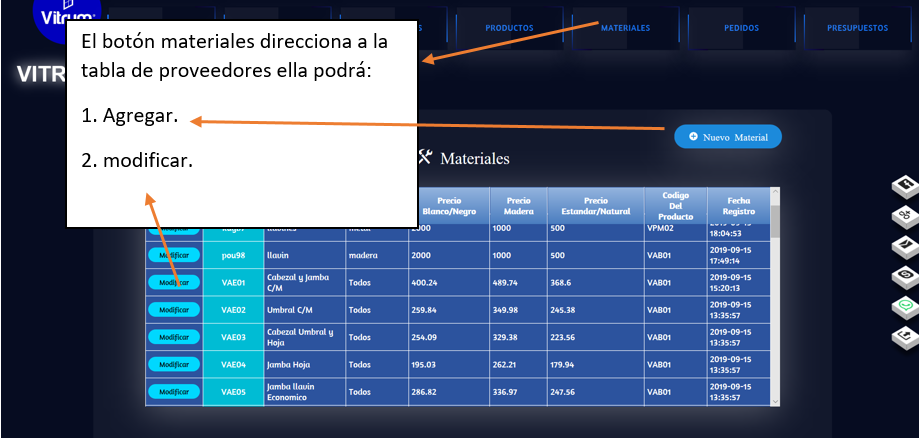 Vitrum
S
PRODUCTOS
MATERIALES
PEDIDOS
PRESUPUESTOS
VITR
El botón materiales direcciona a la
tabla de proveedores ella podrá:
1. Agregar.
2. modificar.
Nuevo Material
Materiales
Precio Blanco/Negro
Precio Madera
Precio Estandar/Natural
Codigo Del Producto
Fecha Registro
1000 500 VPM02 2019-09-15 18:04:53
Modificar pou98 llavin madera 2000 1000 500 VAB01 2019-09-15 17:49:14
Modificar VAE01 Cabezal y Jamba C/M Todos 400.24 489.74 368.6 VAB01 2019-09-15 15:20:13
Modificar VAE02 Umbral C/M Todos 259.84 349.98 245.38 VAB01 2019-09-15 13:35:57
Modificar VAE03 Cabezal Umbral y Hoja Todos 254.09 329.38 223.56 VAB01 2019-09-15 13:35:57
Modificar VAE04 Jamba Hoja Todos 195.03 262.21 179.94 VAB01 2019-09-15 13:35:57
Modificar VAE05 Jamba llavin Economico Todos 286.82 336.97 247.56 VAB01 2019-09-15 13:35:57